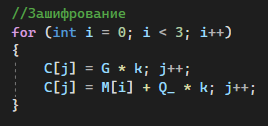 //Зашифрование
for (int i = 0; i < 3; i++)
{
    C[j] = G * k; j++;
    C[j] = M[i] + Q_ * k; j++;
}